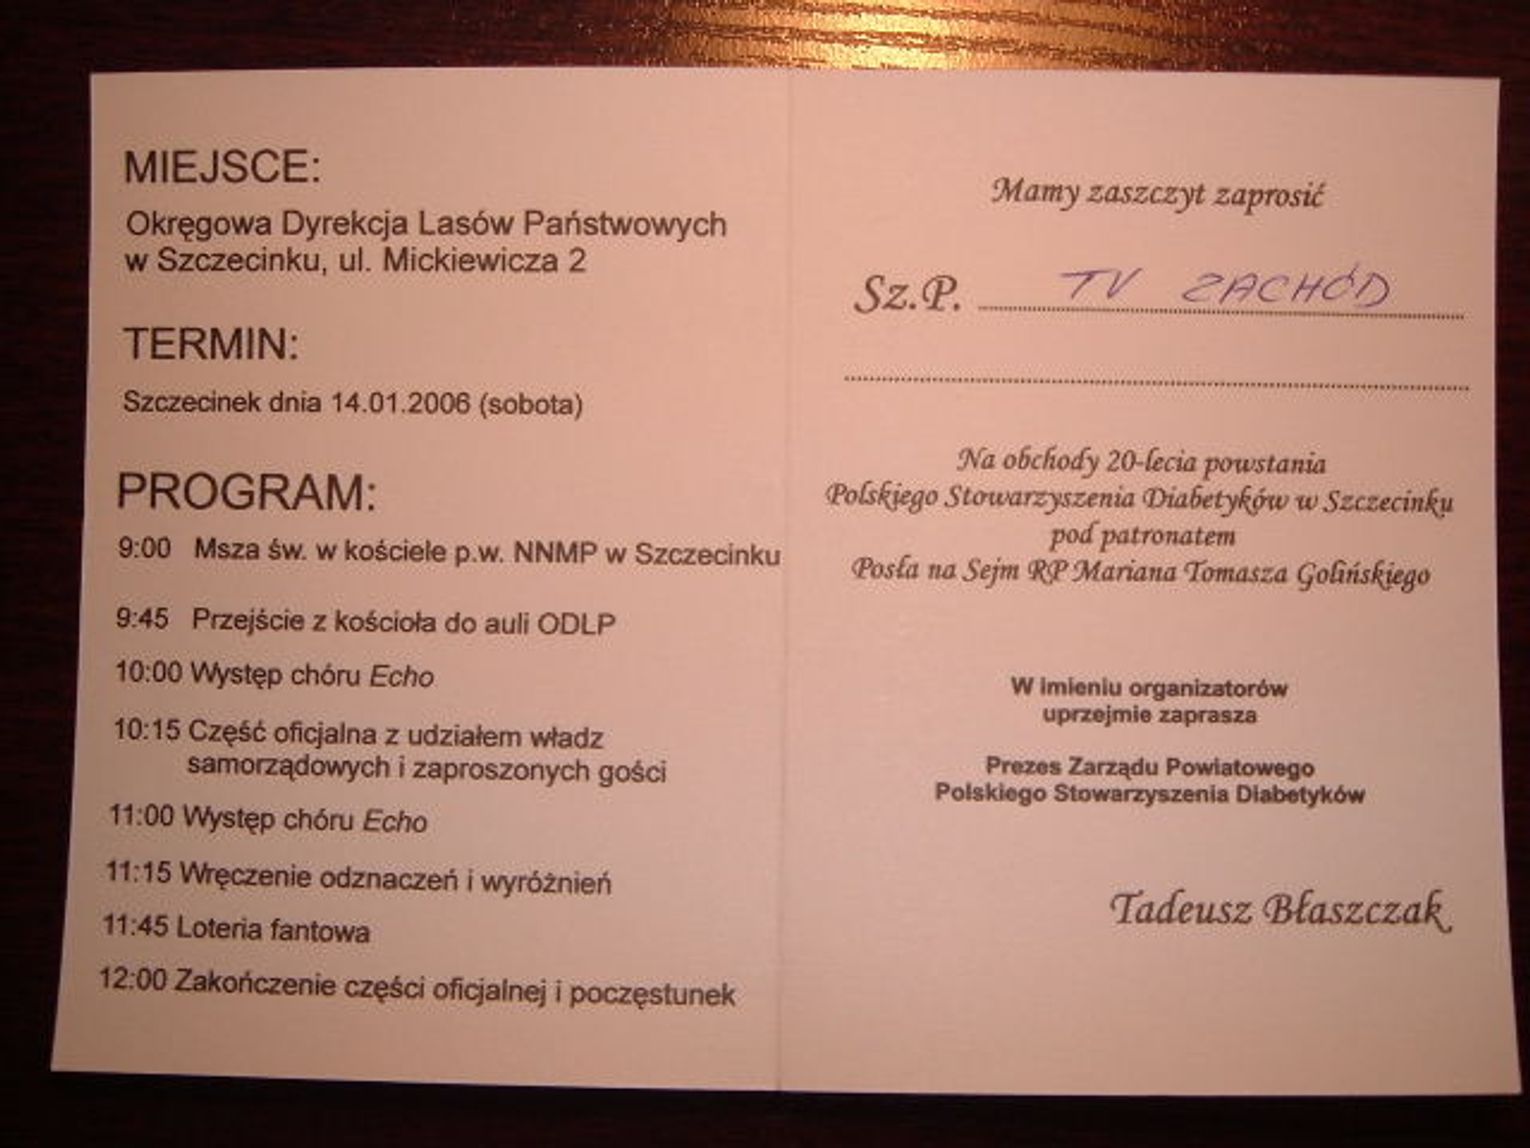 MIEJSCE:
Okręgowa Dyrekcja Lasów Państwowych
w Szczecinku, ul. Mickiewicza 2
TERMIN:
Szczecinek dnia 14.01.2006 (sobota)
PROGRAM:
9:00 Msza św. w kościele p.w. NNMP w Szczecinku
9:45 Przejście z kościoła do auli ODLP
10:00 Występ chóru Echo
10:15 Część oficjalna z udziałem władz
samorządowych i zaproszonych gości
11:00 Występ chóru Echo
11:15 Wręczenie odznaczeń i wyróżnień
11:45 Loteria fantowa
12:00 Zakończenie części oficjalnej i poczęstunek
Mamy zaszczyt zaprosić
Sz.P. TV ZACHÓD
Na obchody 20-lecia powstania
Polskiego Stowarzyszenia Diabetyków w Szczecinku
pod patronatem
Posła na Sejm RP Mariana Tomasza Golińskiego
W imieniu organizatorów
uprzejmie zaprasza
Prezes Zarządu Powiatowego
Polskiego Stowarzyszenia Diabetyków
Tadeusz Błaszczak